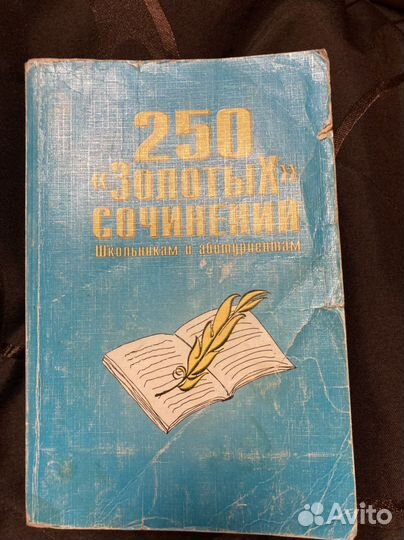 250
«Золотых»
сочинений
Школьникам и абитуриентам
Avito